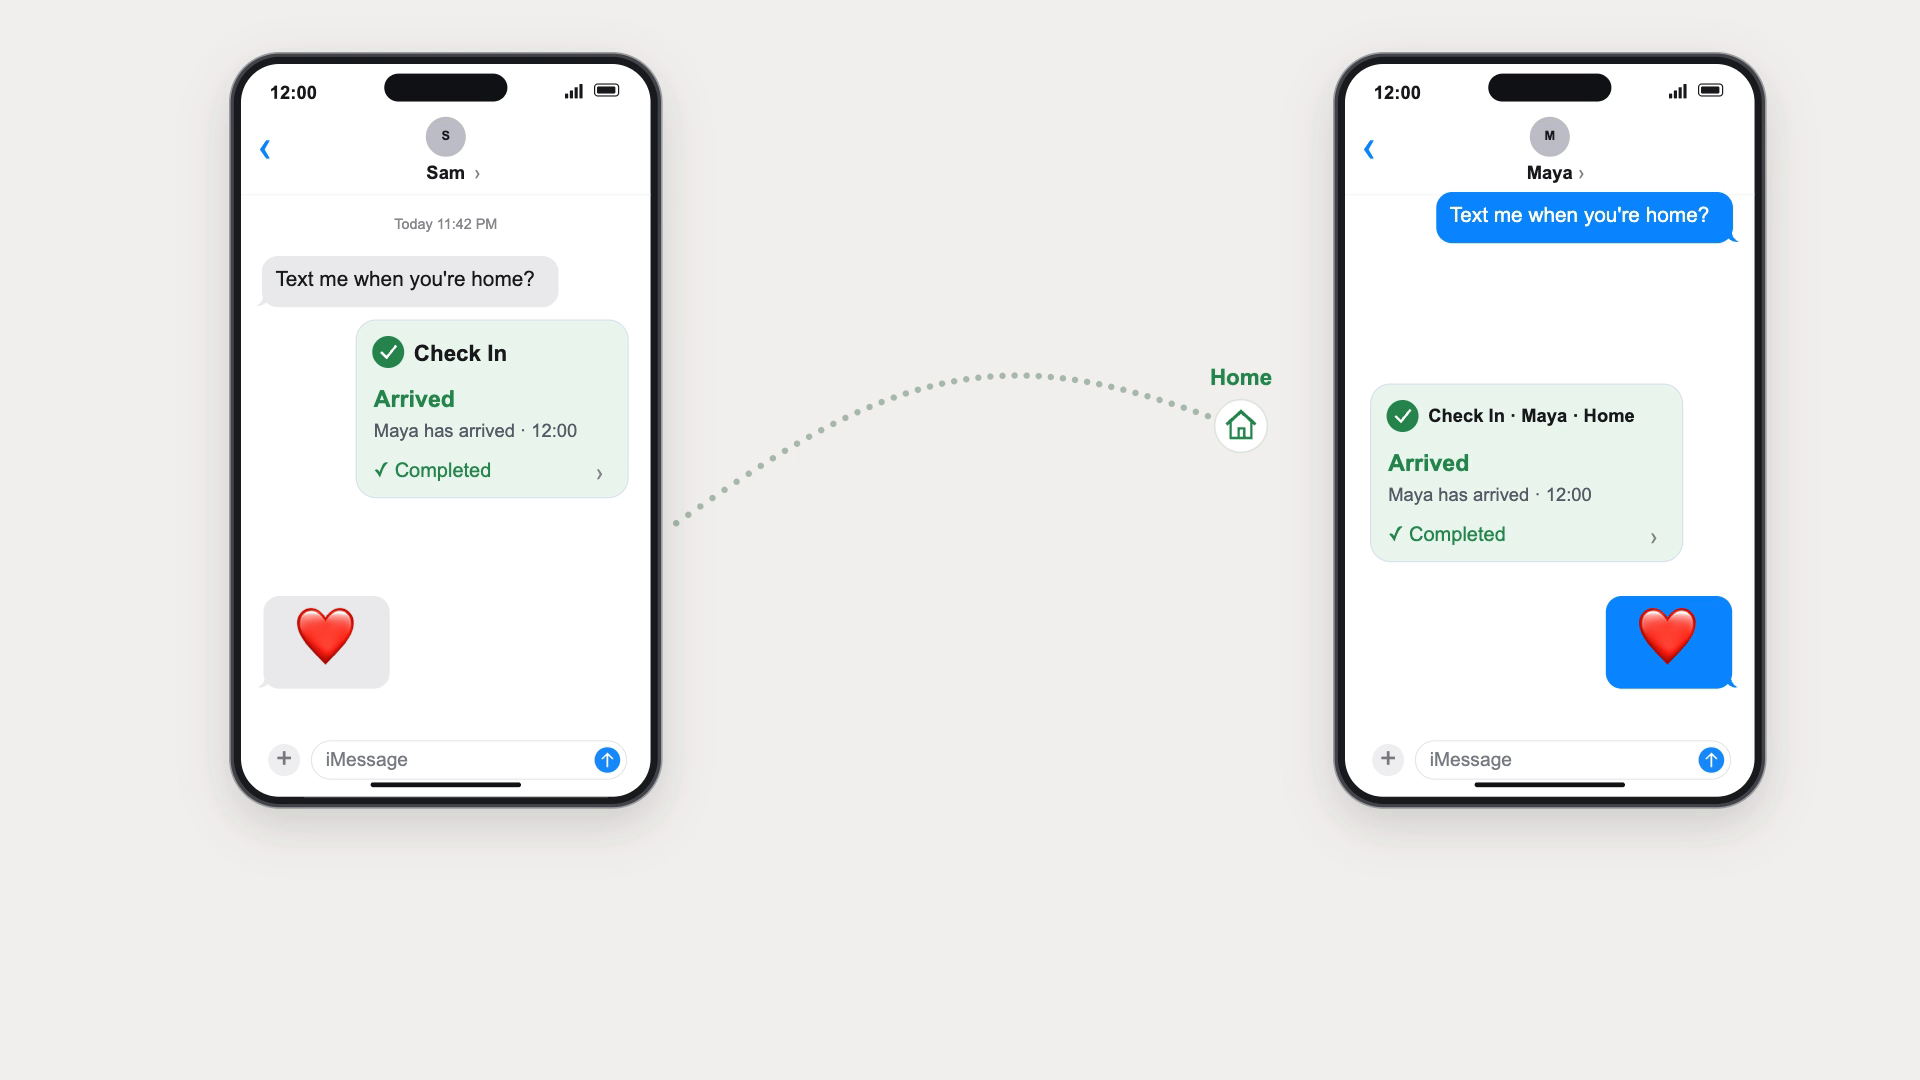 12:00
S
Sam ›
Today 11:42 PM
Text me when you're home?
Check In
Arrived
Maya has arrived · 12:00
✓ Completed ›
❤️
+ iMessage
Home
12:00
M
Maya ›
Text me when you're home?
Check In · Maya · Home
Arrived
Maya has arrived · 12:00
✓ Completed ›
❤️
+ iMessage